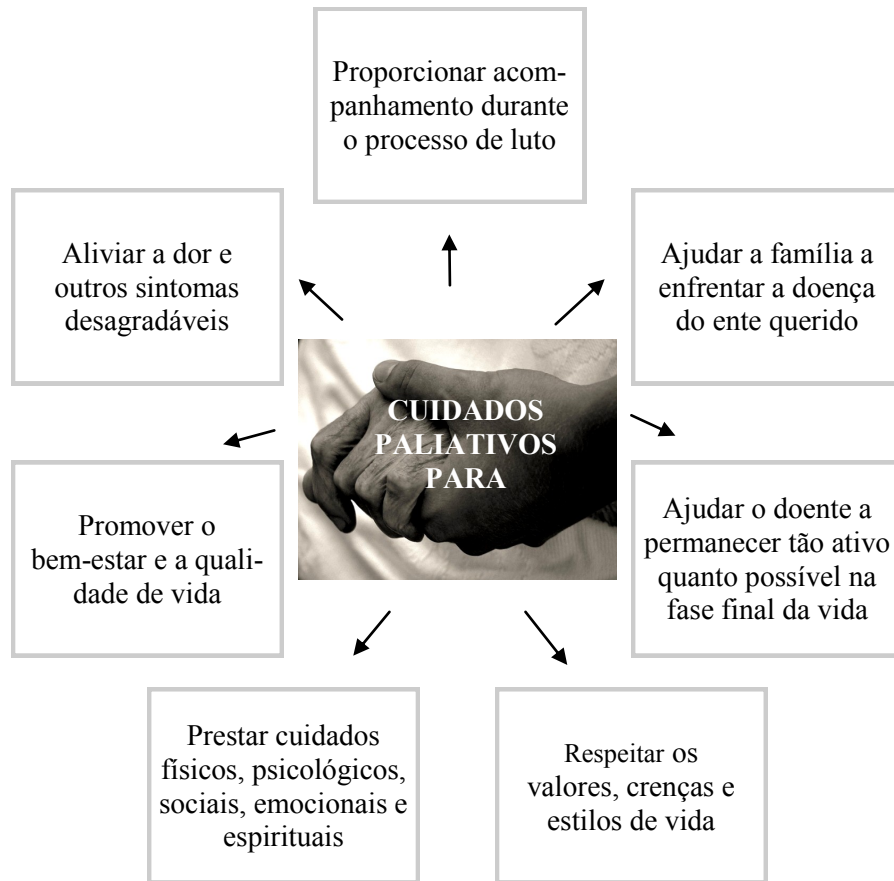 Proporcionar acom-
panhamento durante
o processo de luto
Aliviar a dor e
outros sintomas
desagradáveis
Ajudar a família a
enfrentar a doença
do ente querido
CUIDADOS
PALIATIVOS
PARA
Promover o
bem-estar e a quali-
dade de vida
Ajudar o doente a
permanecer tão ativo
quanto possível na
fase final da vida
Prestar cuidados
físicos, psicológicos,
sociais, emocionais e
espirituais
Respeitar os
valores, crenças e
estilos de vida